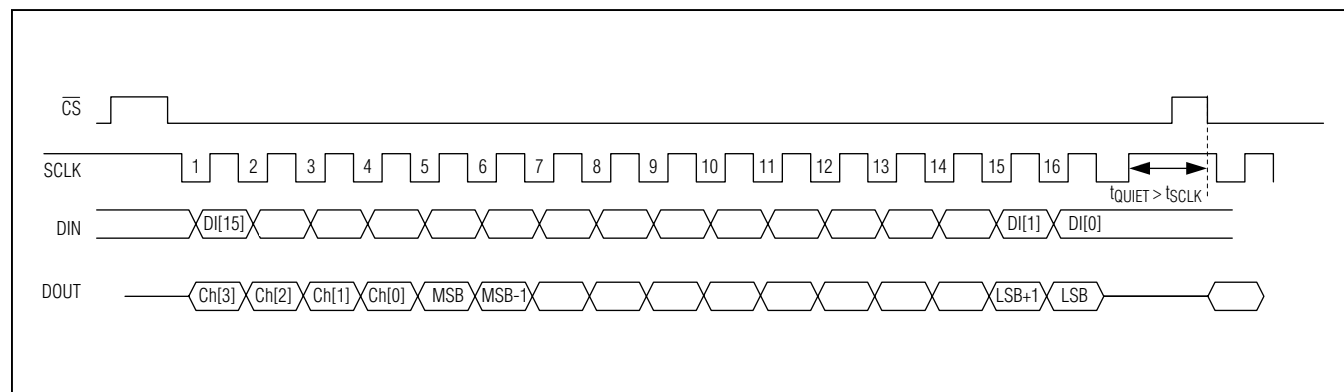 CS
SCLK
1 2 3 4 5 6 7 8 9 10 11 12 13 14 15 16
tQUIET > tSCLK
DIN
DI[15] DI[1] DI[0]
DOUT
Ch[3] Ch[2] Ch[1] Ch[0] MSB MSB-1 LSB+1 LSB